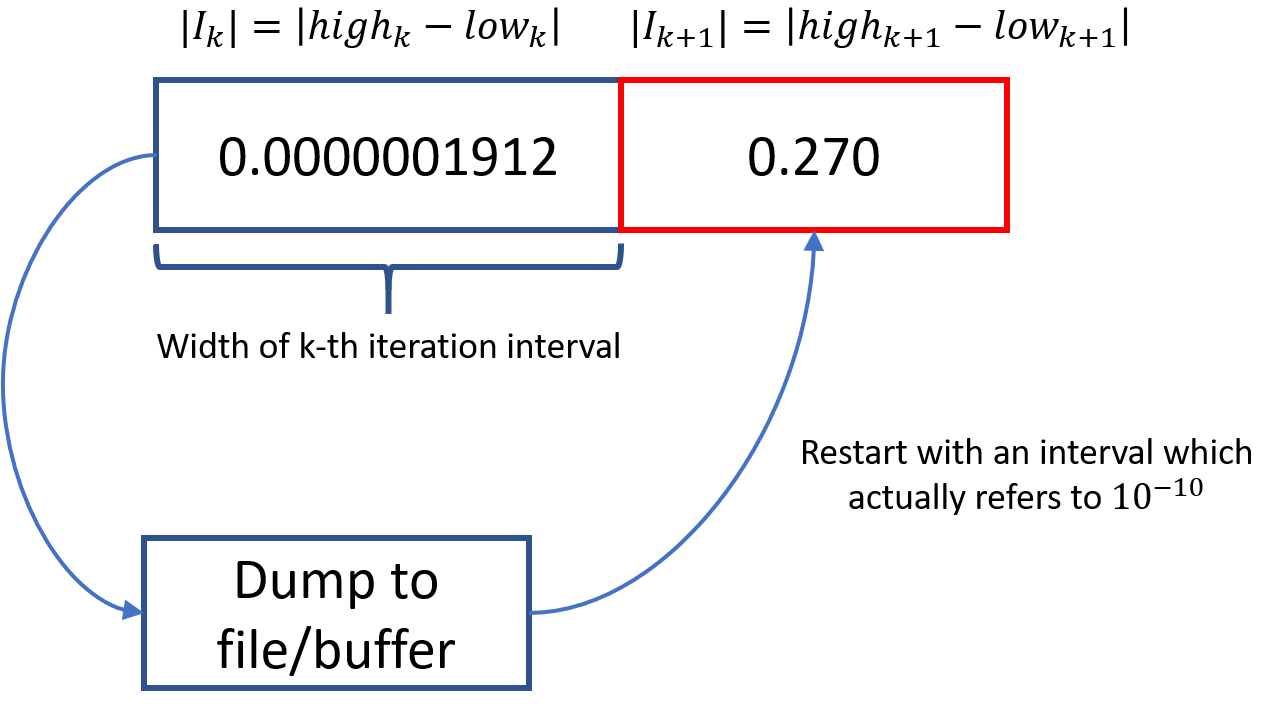 |I_k| = |high_k − low_k| |I_{k+1}| = |high_{k+1} − low_{k+1}|
0.0000001912 0.270
Width of k-th iteration interval
Restart with an interval which
actually refers to 10^{−10}
Dump to
file/buffer